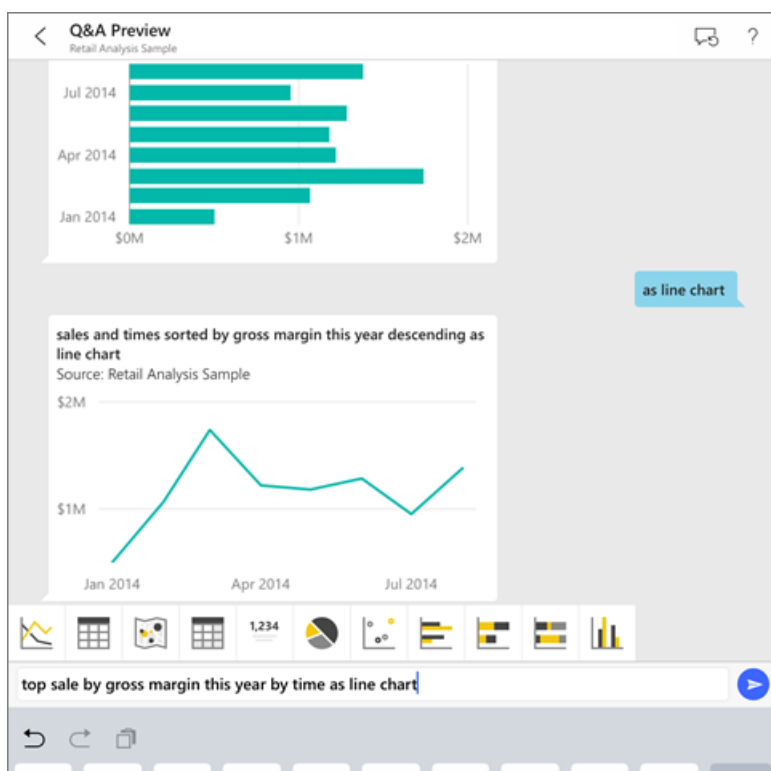 Q&A Preview
Retail Analysis Sample
?
Jul 2014
Apr 2014
Jan 2014
$0M
$1M
$2M
as line chart
sales and times sorted by gross margin this year descending as
line chart
Source: Retail Analysis Sample
$2M
$1M
Jan 2014
Apr 2014
Jul 2014
1,234
top sale by gross margin this year by time as line chart